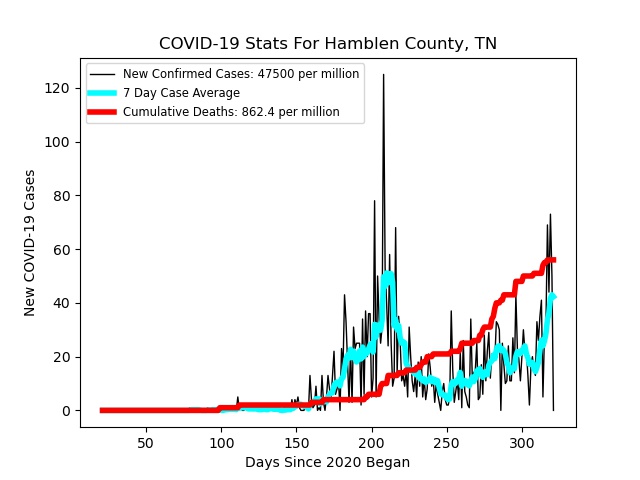 COVID-19 Stats For Hamblen County, TN
New Confirmed Cases: 47500 per million
7 Day Case Average
Cumulative Deaths: 862.4 per million
New COVID-19 Cases
120
100
80
60
40
20
0
50 100 150 200 250 300
Days Since 2020 Began